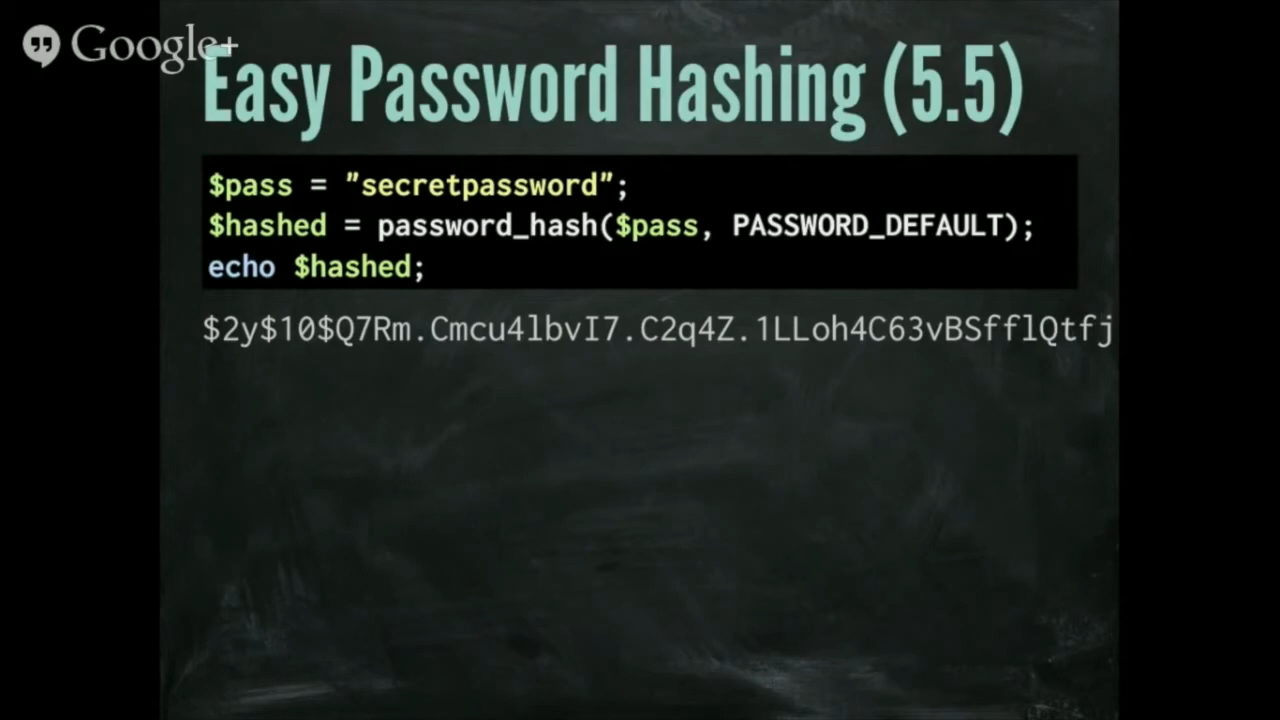 Google+
Easy Password Hashing (5.5)
$pass = "secretpassword";
$hashed = password_hash($pass, PASSWORD_DEFAULT);
echo $hashed;
$2y$10$Q7Rm.Cmcu4lbvI7.C2q4Z.1LLoh4C63vBSfflQtfj